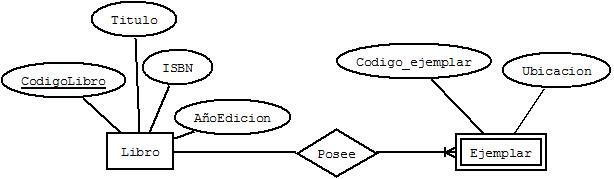 Titulo
ISBN
CodigoLibro
AñoEdicion
Codigo_ejemplar
Ubicacion
Libro
Posee
Ejemplar